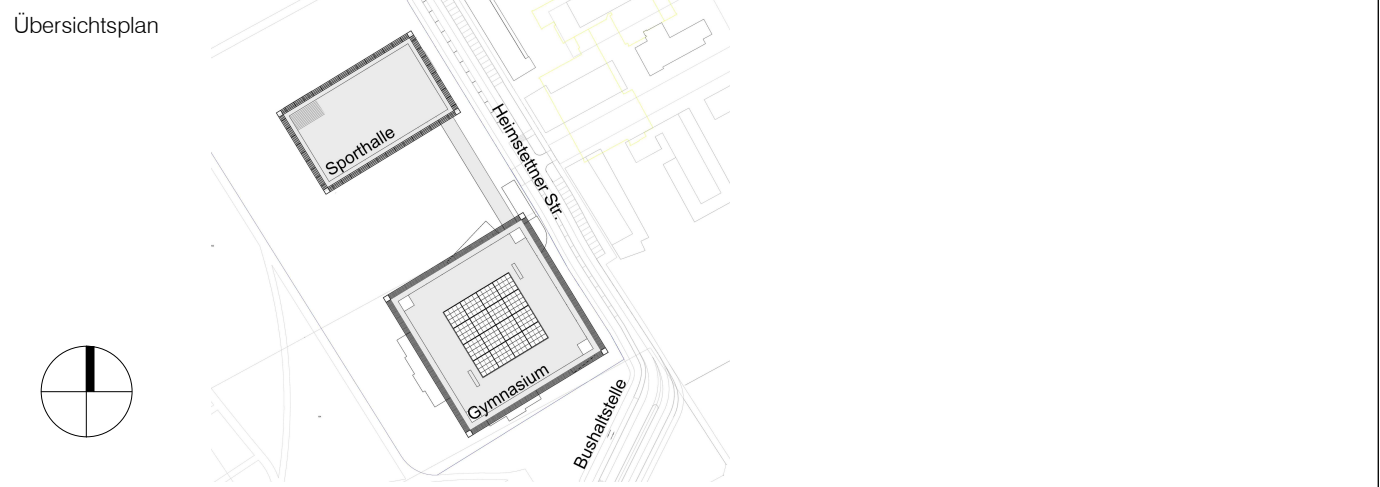 Übersichtsplan
Heimstettner Str.
Sporthalle
Gymnasium
Bushaltstelle